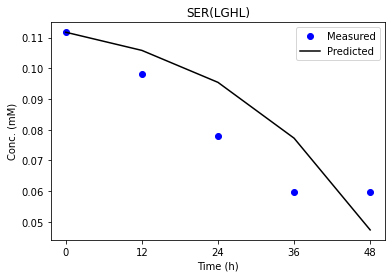 SER(LGHL)
Measured
Predicted
Conc. (mM)
0.11
0.10
0.09
0.08
0.07
0.06
0.05
0 12 24 36 48
Time (h)